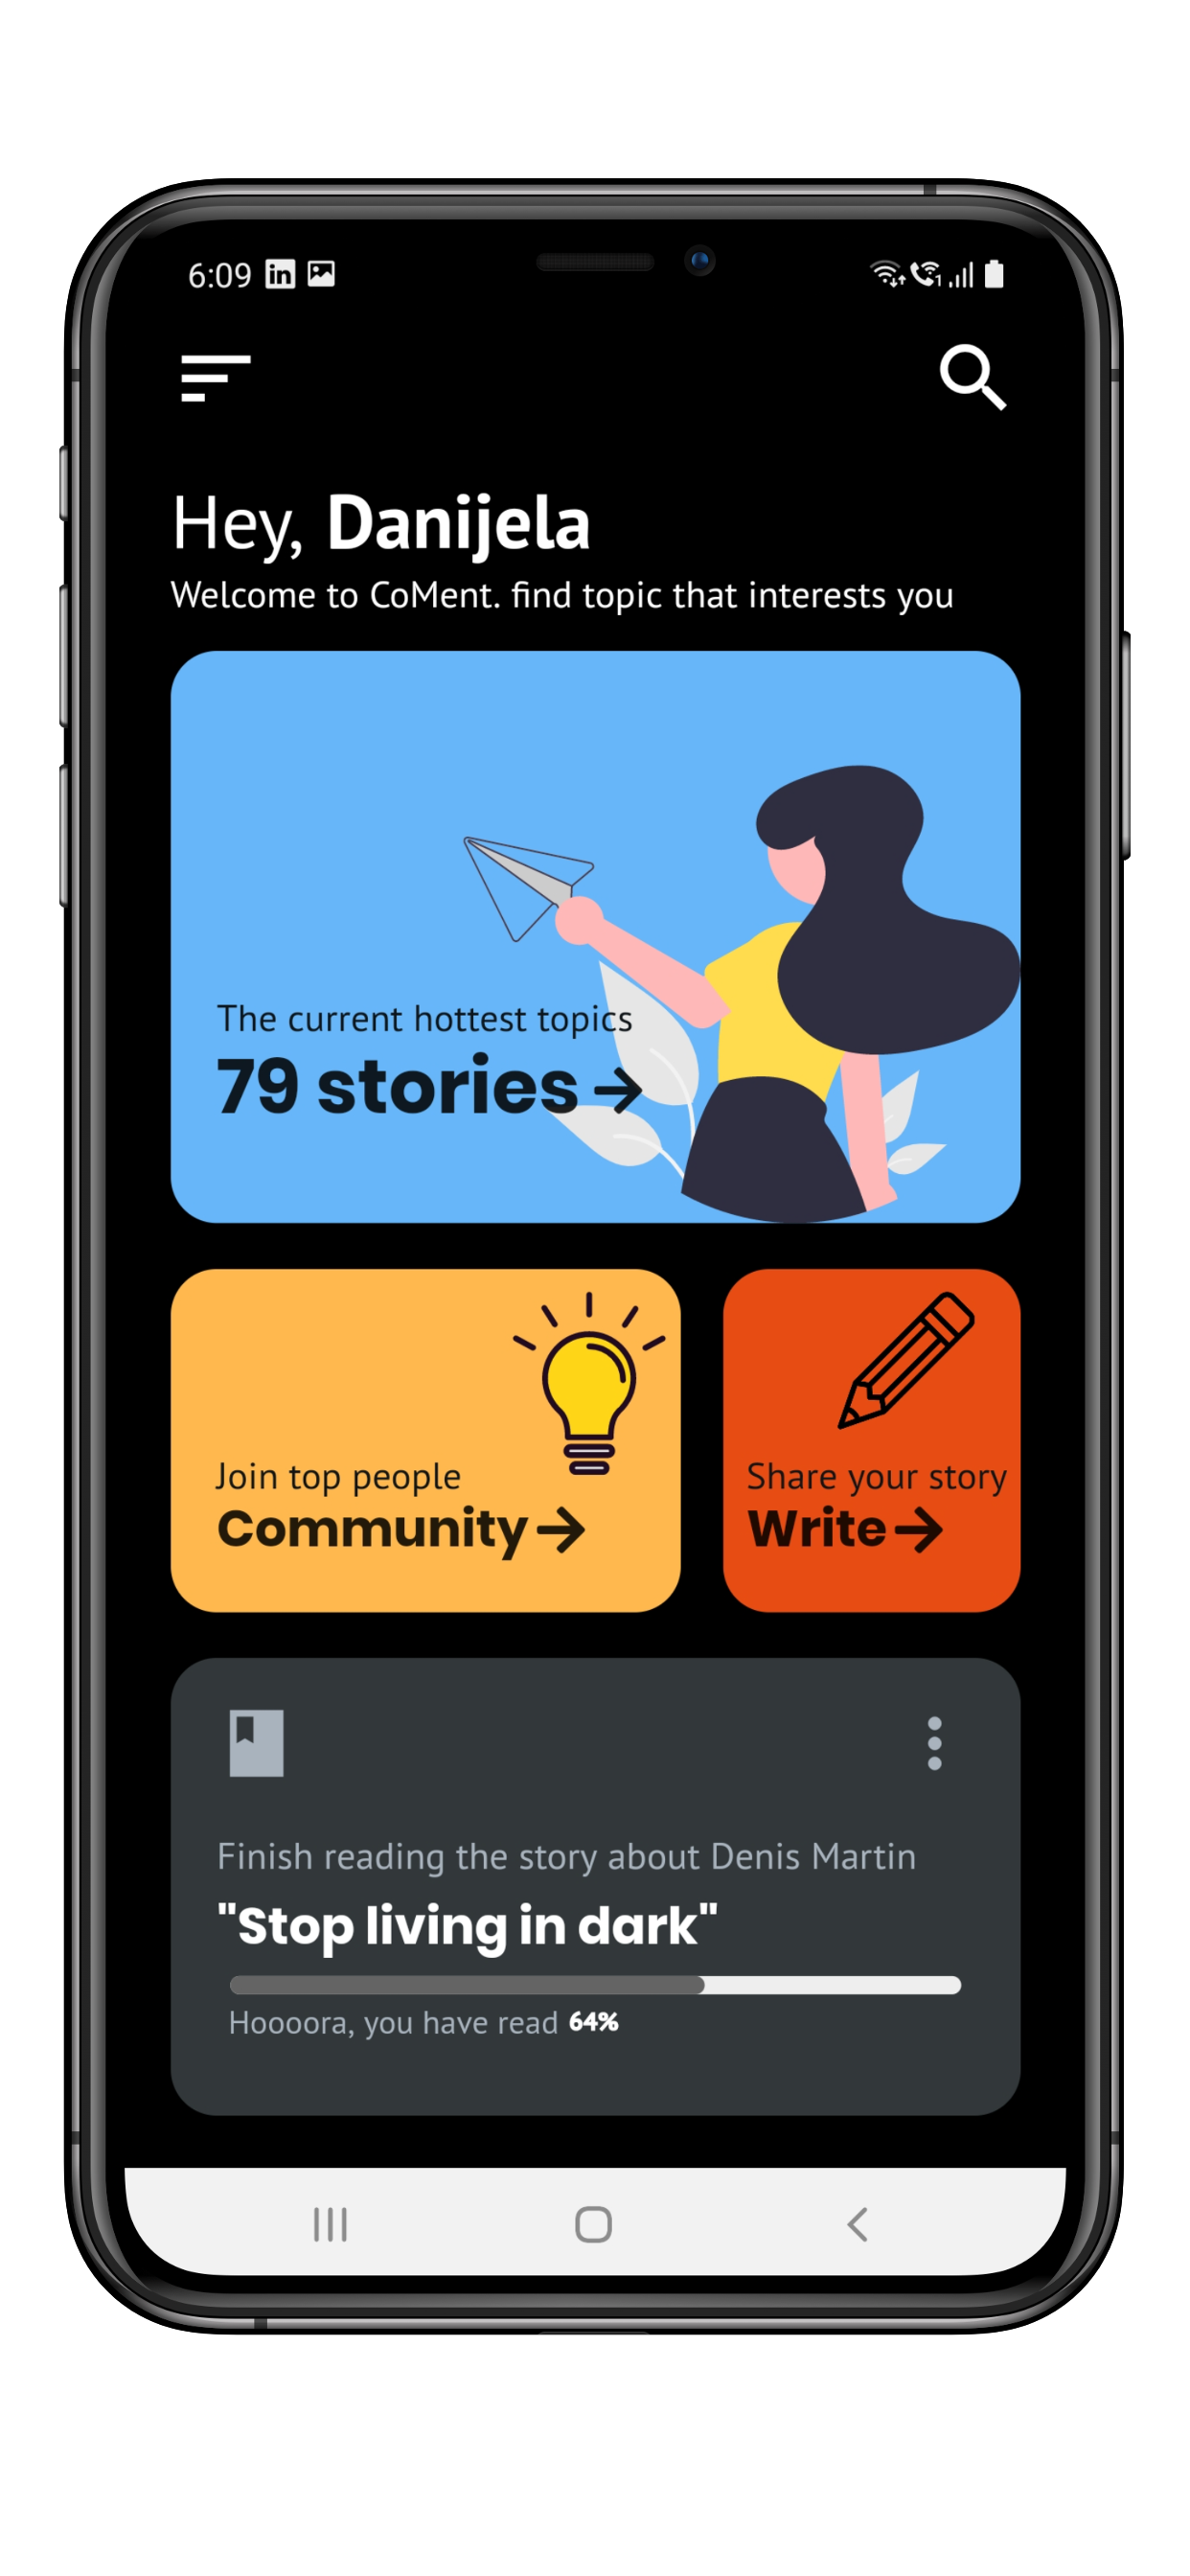 6:09
Hey, Danijela
Welcome to CoMent. find topic that interests you
The current hottest topics
79 stories
Join top people
Community
Share your story
Write
Finish reading the story about Denis Martin
"Stop living in dark"
Hoooora, you have read 64%